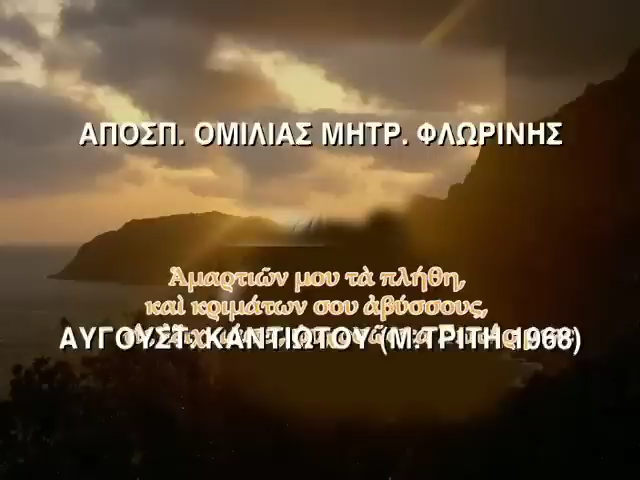 ΑΠΟΣΠ. ΟΜΙΛΙΑΣ ΜΗΤΡ. ΦΛΩΡΙΝΗΣ
Ἁμαρτιῶν μου τὰ πλήθη,
καὶ κριμάτων σου ἀβύσσους,
ΑΥΓΟΥΣΤ. ΚΑΝΤΙΩΤΟΥ (Μ.ΤΡΙΤΗ 1968)